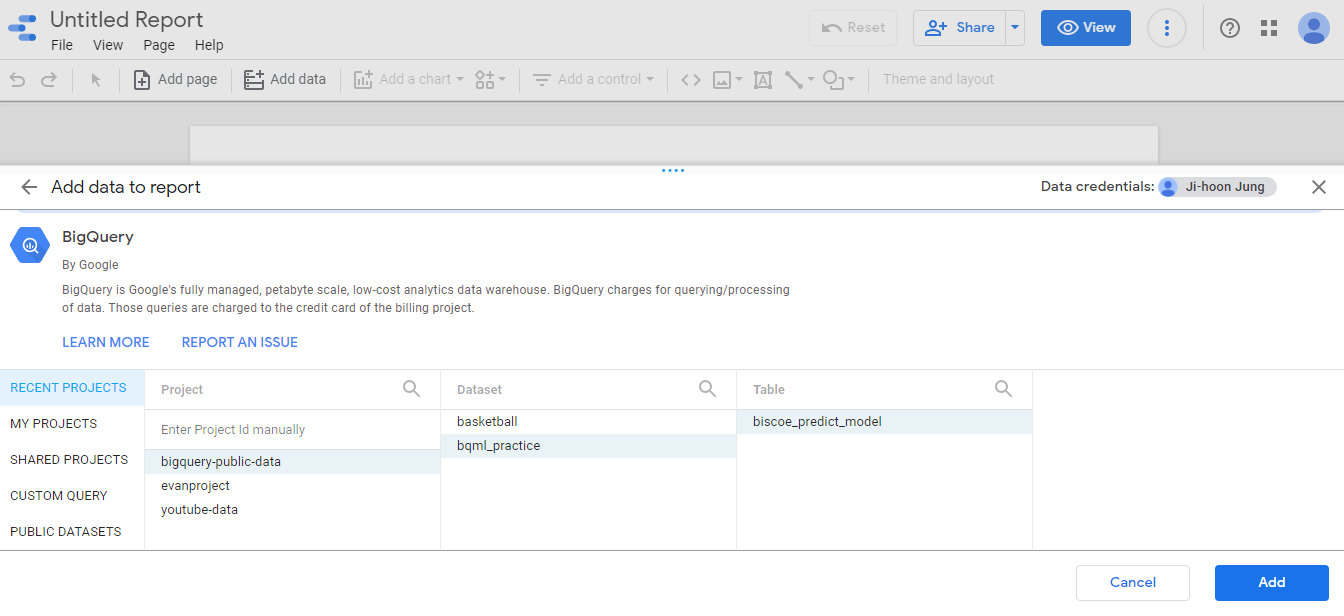 Untitled Report
File View Page Help
Reset Share View
Add page Add data Add a chart Add a control Theme and layout
Add data to report
Data credentials: Ji-hoon Jung
BigQuery
By Google
BigQuery is Google's fully managed, petabyte scale, low-cost analytics data warehouse. BigQuery charges for querying/processing
of data. Those queries are charged to the credit card of the billing project.
LEARN MORE REPORT AN ISSUE
RECENT PROJECTS
MY PROJECTS
SHARED PROJECTS
CUSTOM QUERY
PUBLIC DATASETS
Project
Enter Project Id manually
bigquery-public-data
evanproject
youtube-data
Dataset
basketball
bqml_practice
Table
biscoe_predict_model
Cancel Add